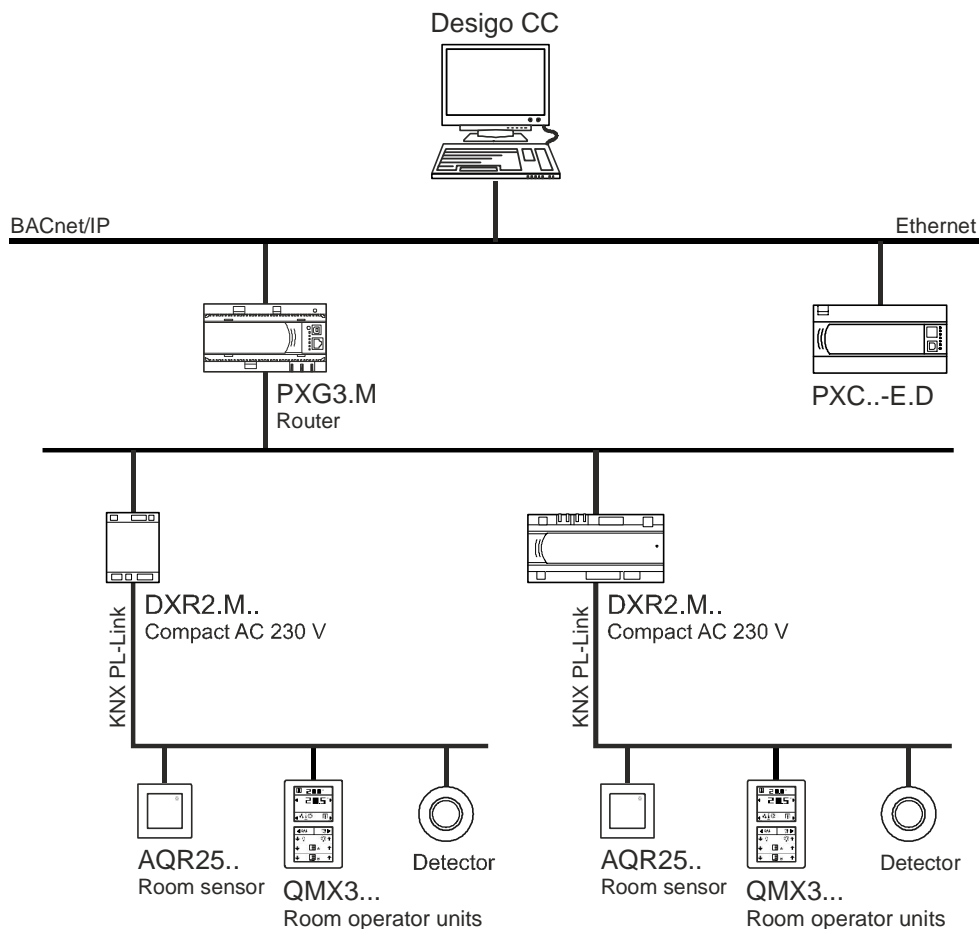 Desigo CC
BACnet/IP
Ethernet
PXG3.M
Router
PXC..-E.D
DXR2.M..
Compact AC 230 V
DXR2.M..
Compact AC 230 V
KNX PL-Link
KNX PL-Link
AQR25..
Room sensor
QMX3...
Room operator units
Detector
AQR25..
Room sensor
QMX3...
Room operator units
Detector